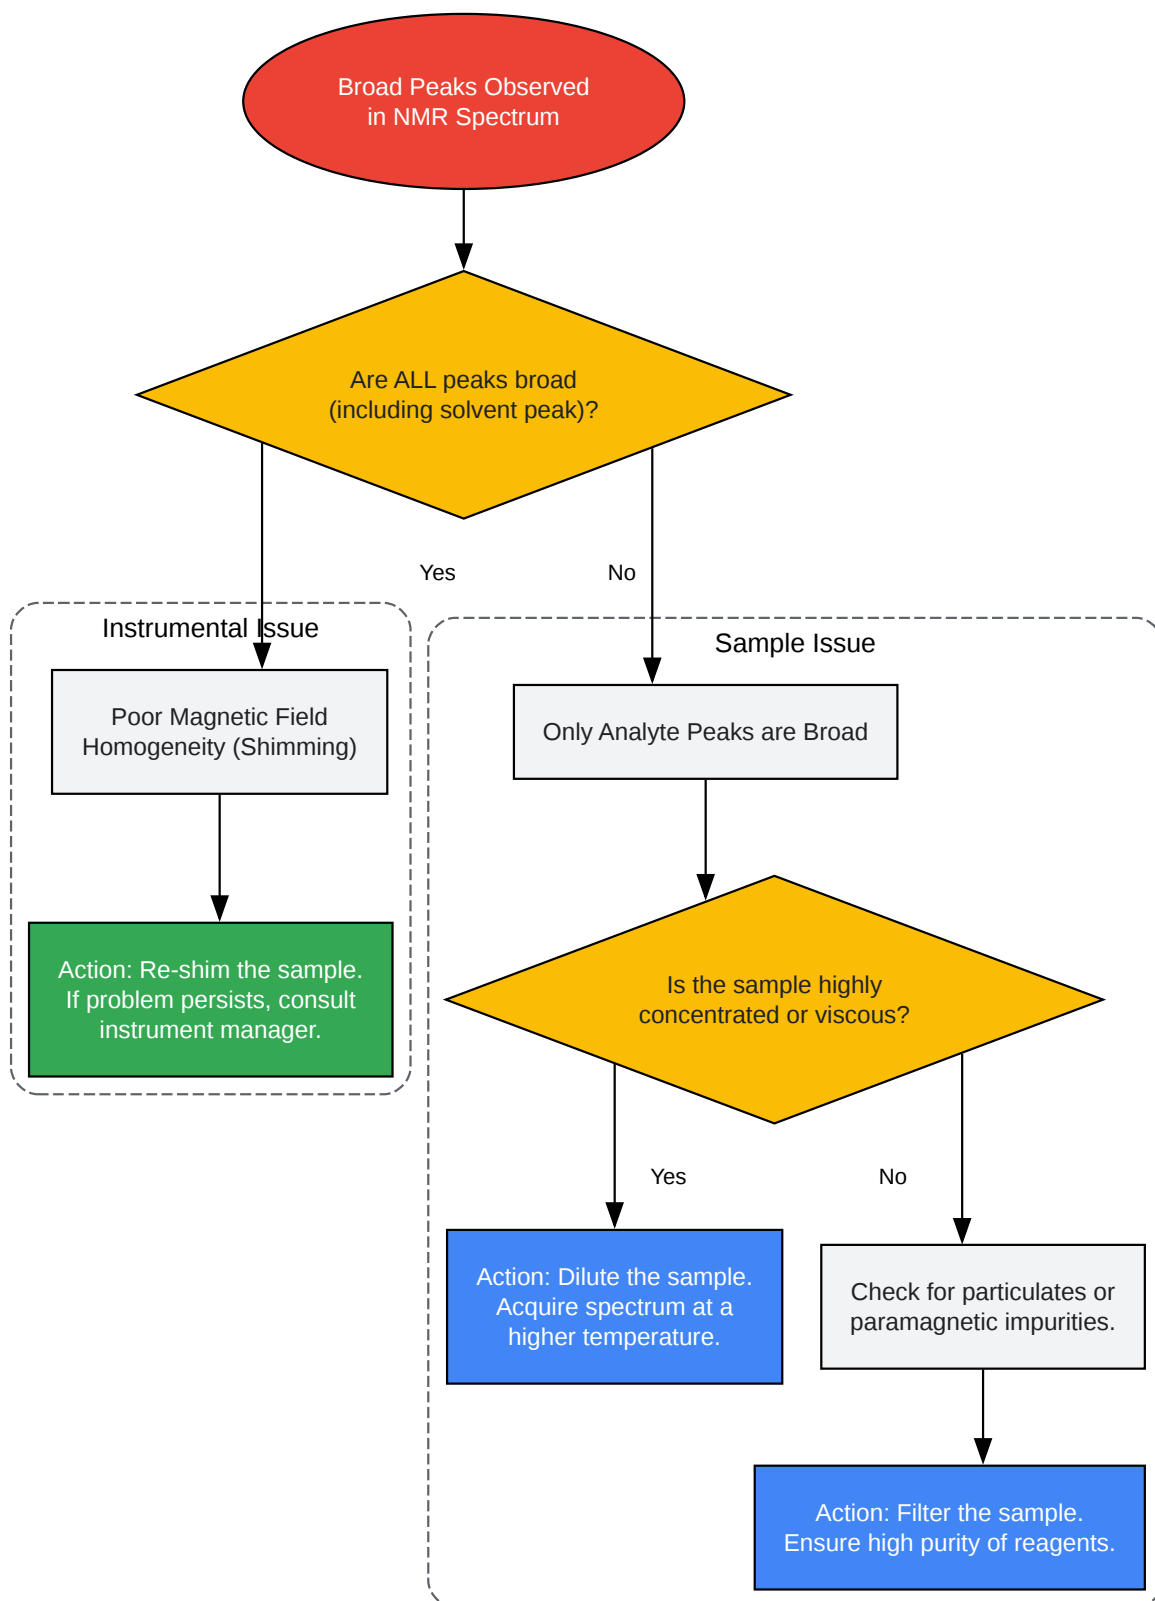 Broad Peaks Observed
in NMR Spectrum
Are ALL peaks broad
(including solvent peak)?
Yes
No
Instrumental Issue
Poor Magnetic Field
Homogeneity (Shimming)
Action: Re-shim the sample.
If problem persists, consult
instrument manager.
Sample Issue
Only Analyte Peaks are Broad
Is the sample highly
concentrated or viscous?
Yes
No
Action: Dilute the sample.
Acquire spectrum at a
higher temperature.
Check for particulates or
paramagnetic impurities.
Action: Filter the sample.
Ensure high purity of reagents.